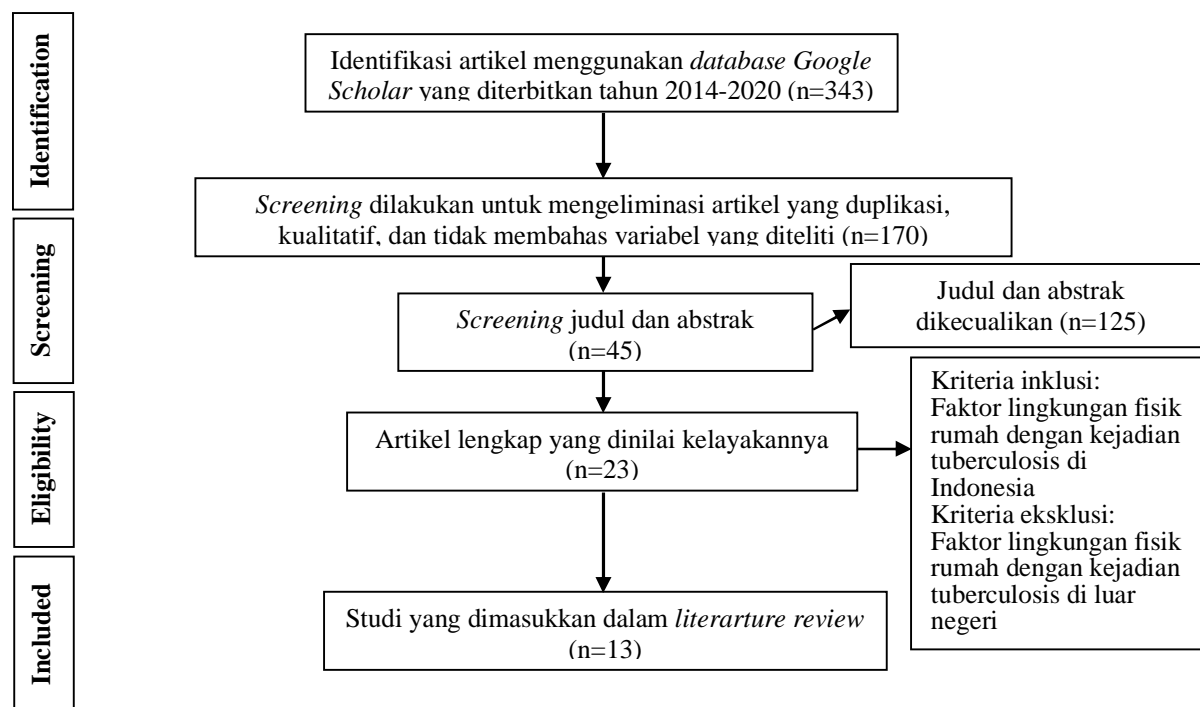 Identification
Identifikasi artikel menggunakan database Google
Scholar yang diterbitkan tahun 2014-2020 (n=343)
Screening dilakukan untuk mengeliminasi artikel yang duplikasi,
kualitatif, dan tidak membahas variabel yang diteliti (n=170)
Screening
Screening judul dan abstrak
(n=45)
Judul dan abstrak
dikecualikan (n=125)
Eligibility
Artikel lengkap yang dinilai kelayakannya
(n=23)
Kriteria inklusi:
Faktor lingkungan fisik
rumah dengan kejadian
tuberculosis di
Indonesia
Kriteria eksklusi:
Faktor lingkungan fisik
rumah dengan kejadian
tuberculosis di luar
negeri
Included
Studi yang dimasukkan dalam literarture review
(n=13)